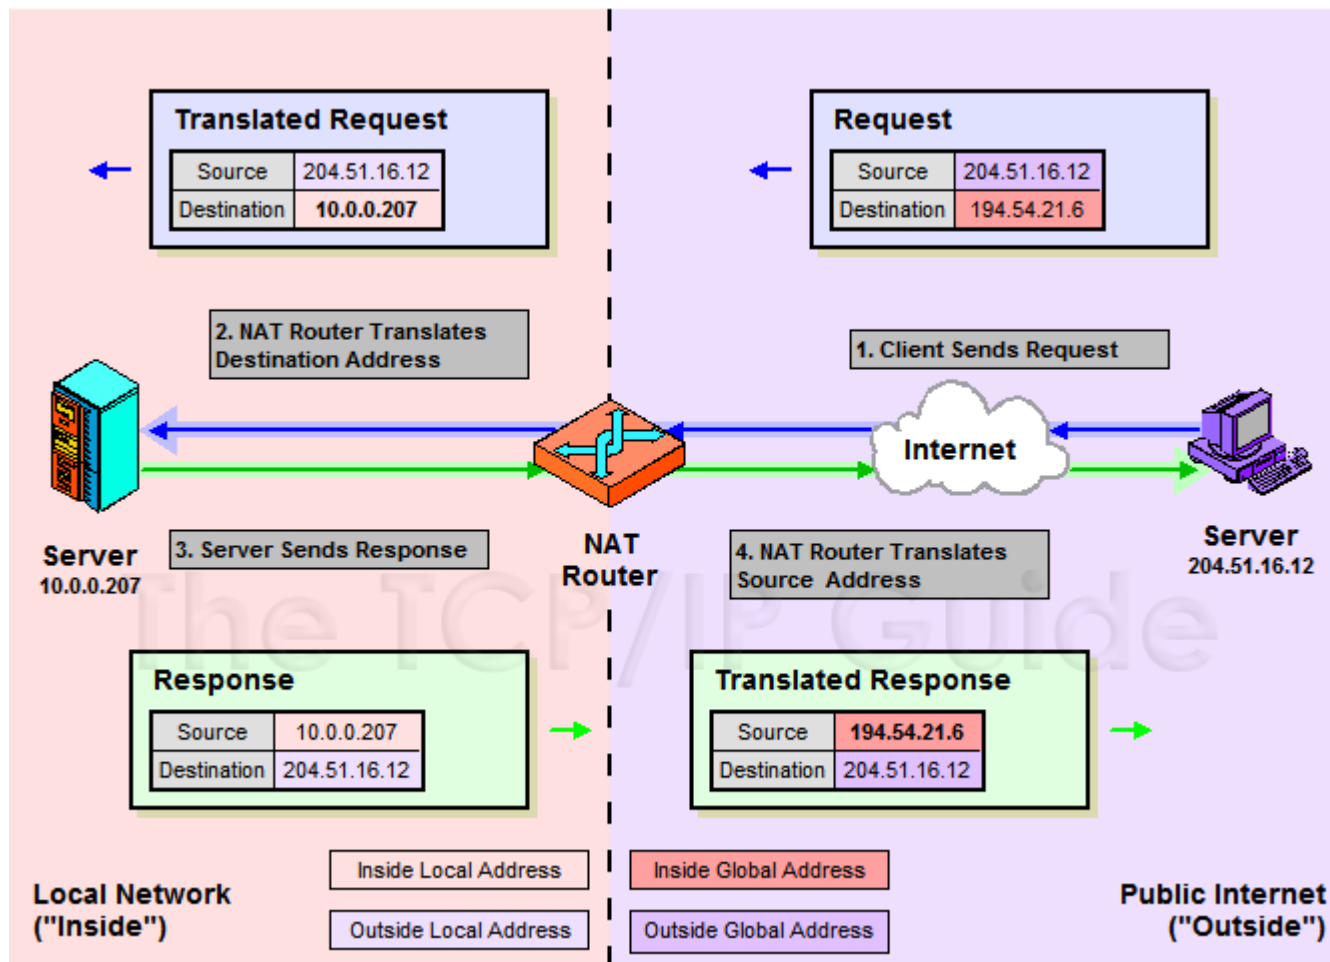 Translated Request
Source 204.51.16.12
Destination 10.0.0.207
Request
Source 204.51.16.12
Destination 194.54.21.6
2. NAT Router Translates
Destination Address
1. Client Sends Request
Internet
Server
10.0.0.207
3. Server Sends Response
NAT
Router
4. NAT Router Translates
Source Address
Server
204.51.16.12
The TCP/IP Guide
Response
Source 10.0.0.207
Destination 204.51.16.12
Translated Response
Source 194.54.21.6
Destination 204.51.16.12
Local Network
("Inside")
Inside Local Address
Outside Local Address
Inside Global Address
Outside Global Address
Public Internet
("Outside")